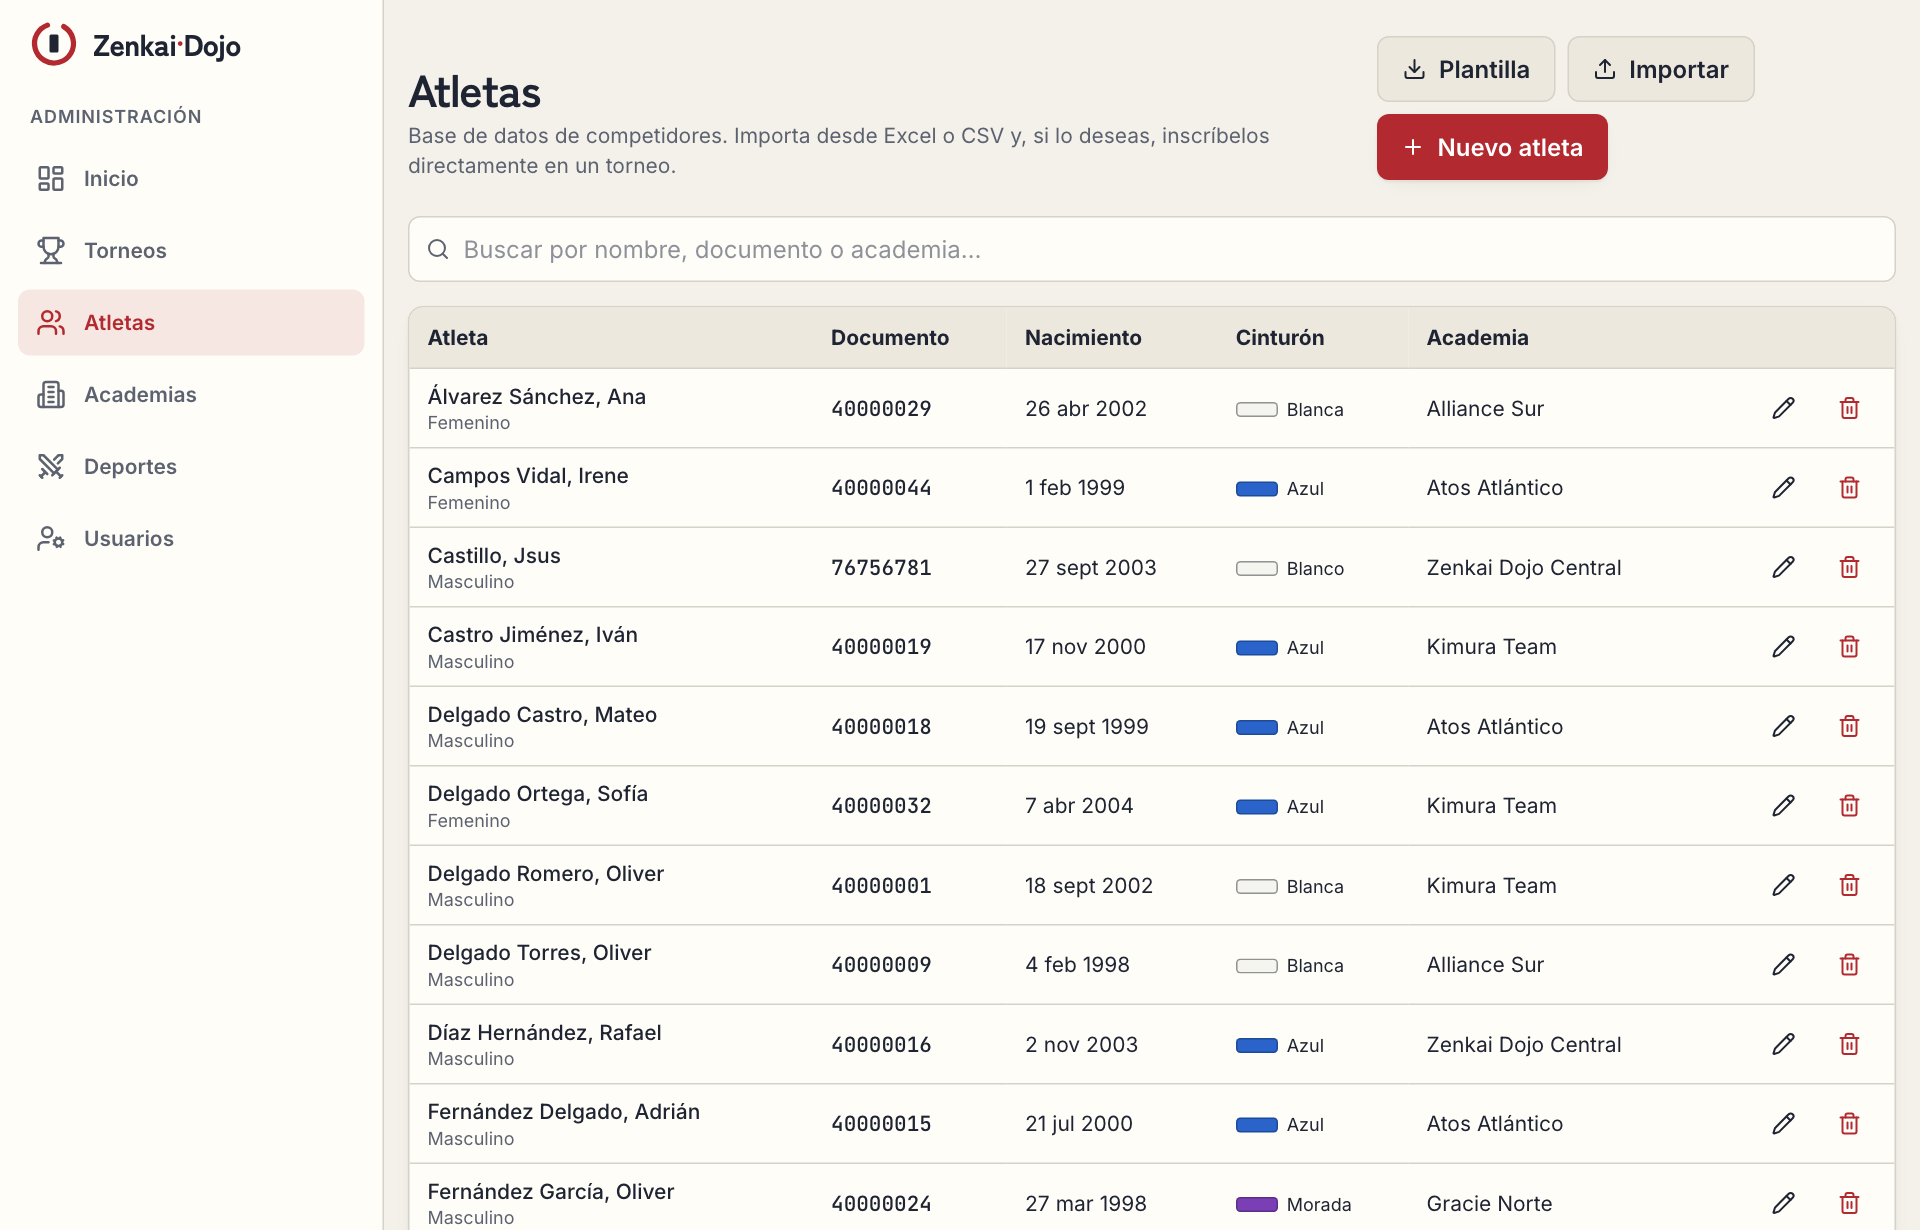 Zenkai·Dojo
ADMINISTRACIÓN
Inicio
Torneos
Atletas
Academias
Deportes
Usuarios
Atletas
Base de datos de competidores. Importa desde Excel o CSV y, si lo deseas, inscríbelos
directamente en un torneo.
Plantilla
Importar
+ Nuevo atleta
Buscar por nombre, documento o academia...
Atleta Documento Nacimiento Cinturón Academia
Álvarez Sánchez, Ana
Femenino
40000029 26 abr 2002 Blanca Alliance Sur
Campos Vidal, Irene
Femenino
40000044 1 feb 1999 Azul Atos Atlántico
Castillo, Jsus
Masculino
76756781 27 sept 2003 Blanco Zenkai Dojo Central
Castro Jiménez, Iván
Masculino
40000019 17 nov 2000 Azul Kimura Team
Delgado Castro, Mateo
Masculino
40000018 19 sept 1999 Azul Atos Atlántico
Delgado Ortega, Sofía
Femenino
40000032 7 abr 2004 Azul Kimura Team
Delgado Romero, Oliver
Masculino
40000001 18 sept 2002 Blanca Kimura Team
Delgado Torres, Oliver
Masculino
40000009 4 feb 1998 Blanca Alliance Sur
Díaz Hernández, Rafael
Masculino
40000016 2 nov 2003 Azul Zenkai Dojo Central
Fernández Delgado, Adrián
Masculino
40000015 21 jul 2000 Azul Atos Atlántico
Fernández García, Oliver
Masculino
40000024 27 mar 1998 Morada Gracie Norte